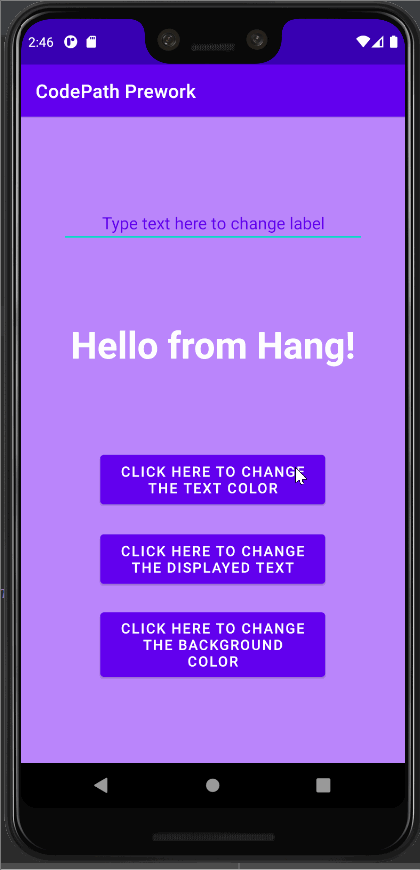 2:46
CodePath Prework
Type text here to change label
Hello from Hang!
CLICK HERE TO CHANGE
THE TEXT COLOR
CLICK HERE TO CHANGE
THE DISPLAYED TEXT
CLICK HERE TO CHANGE
THE BACKGROUND
COLOR